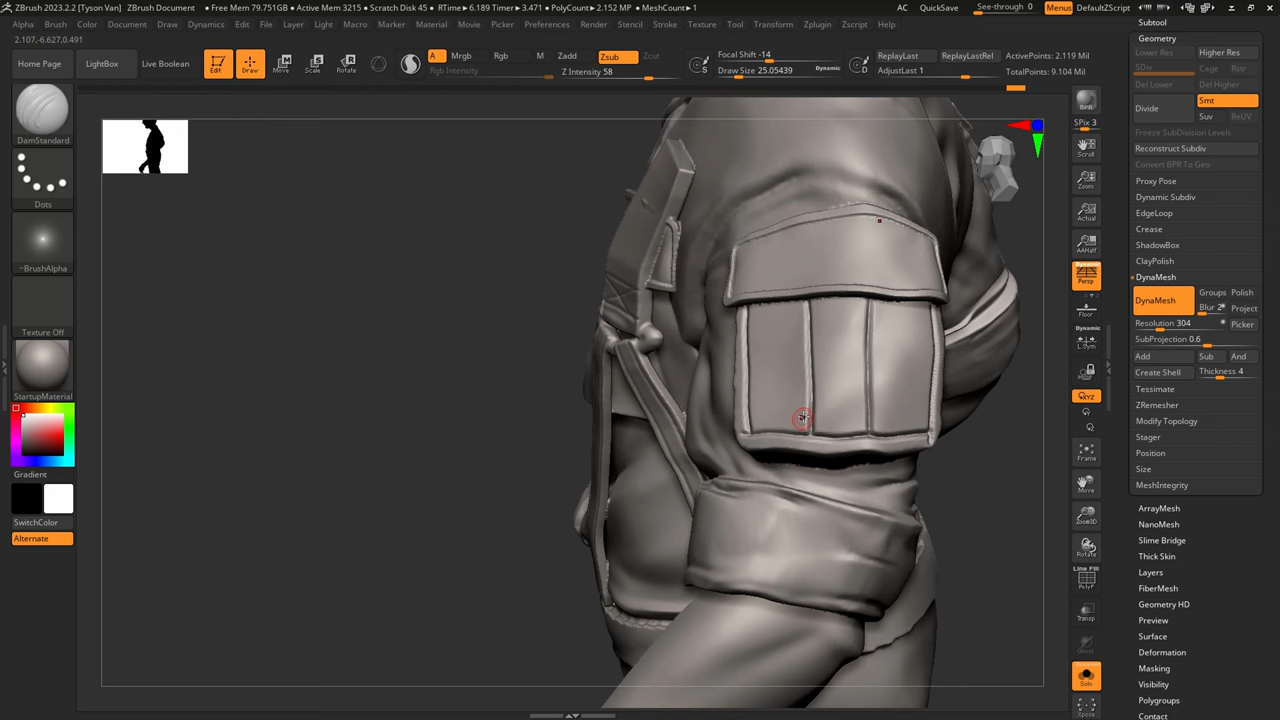 ZBrush 2023.2.2 [Tyson Van] ZBrush Document • Free Mem 79.751GB • Active Mem 3215 • Scratch Disk 45 • RTime▸ 6.189 Timer▸ 3.471 • PolyCount▸ 2.152 MP • MeshCount▸ 1 AC QuickSave See-through 0 Menus DefaultZScript
Alpha Brush Color Document Draw Dynamics Edit File Layer Light Macro Marker Material Movie Picker Preferences Render Stencil Stroke Texture Tool Transform Zplugin Zscript Help
2.107,-6.627,0.491
Home Page LightBox Live Boolean Edit Draw Move Scale Rotate
A Mrgb Rgb M Zadd Zsub Zcut
Rgb Intensity Z Intensity 58
Focal Shift -14
Draw Size 25.05439 Dynamic
S D
ReplayLast ReplayLastRel
AdjustLast 1
ActivePoints: 2.119 Mil
TotalPoints: 9.104 Mil
DamStandard
Dots
~BrushAlpha
Texture Off
StartupMaterial
Gradient
SwitchColor
Alternate
BPR
SPix 3
Scroll
Zoom
Actual
AAHalf
Dynamic
Persp
Floor
Dynamic
L.Sym
XYZ
Frame
Move
Zoom3D
Rotate
Line Fill
PolyF
Transp
Ghost
Dynamic
Solo
Xpose
Subtool
Geometry
Lower Res Higher Res
SDiv Cage Rstr
Del Lower Del Higher
Divide Smt
Suv ReUV
Freeze SubDivision Levels
Reconstruct Subdiv
Convert BPR To Geo
Proxy Pose
Dynamic Subdiv
EdgeLoop
Crease
ShadowBox
ClayPolish
DynaMesh
DynaMesh Groups Polish
Blur 2 Project
Resolution 304 Picker
SubProjection 0.6
Add Sub And
Create Shell Thickness 4
Tessimate
ZRemesher
Modify Topology
Stager
Position
Size
MeshIntegrity
ArrayMesh
NanoMesh
Slime Bridge
Thick Skin
Layers
FiberMesh
Geometry HD
Preview
Surface
Deformation
Masking
Visibility
Polygroups
Contact